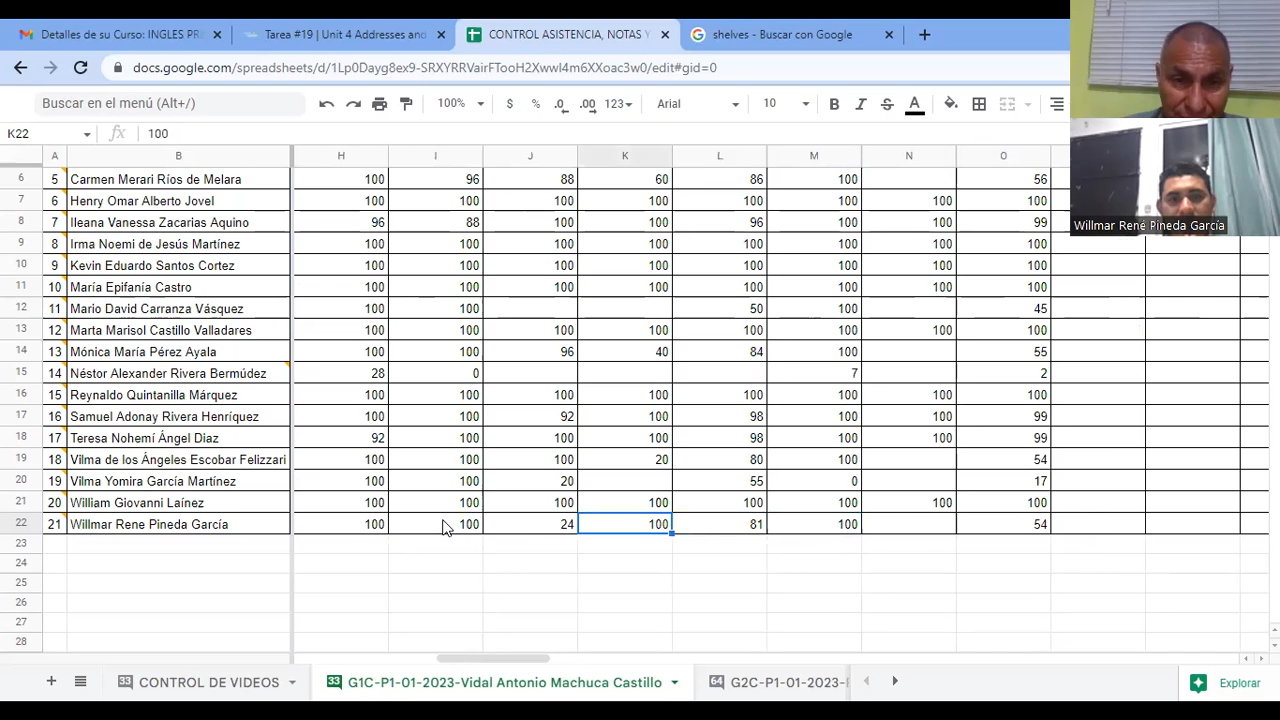 Detalles de su Curso: INGLES PRI
Tarea #19 | Unit 4 Addresses and
CONTROL ASISTENCIA, NOTAS Y
shelves - Buscar con Google
docs.google.com/spreadsheets/d/1Lp0Dayg8ex9-SRXYRRVairFTooH2XwwI4m6XXoac3w0/edit#gid=0
Buscar en el menú (Alt+/)
100% $ % .0 .00 123 Arial 10 B I S A
K22 fx 100
A B H I J K L M N O
6 5 Carmen Merari Ríos de Melara 100 96 88 60 86 100 56
7 6 Henry Omar Alberto Jovel 100 100 100 100 100 100 100 100
8 7 Ileana Vanessa Zacarias Aquino 96 88 100 100 96 100 100 99
9 8 Irma Noemi de Jesús Martínez 100 100 100 100 100 100 100 100
10 9 Kevin Eduardo Santos Cortez 100 100 100 100 100 100 100 100
11 10 María Epifanía Castro 100 100 100 100 100 100 100 100
12 11 Mario David Carranza Vásquez 100 100 50 100 45
13 12 Marta Marisol Castillo Valladares 100 100 100 100 100 100 100 100
14 13 Mónica María Pérez Ayala 100 100 96 40 84 100 55
15 14 Néstor Alexander Rivera Bermúdez 28 0 7 2
16 15 Reynaldo Quintanilla Márquez 100 100 100 100 100 100 100 100
17 16 Samuel Adonay Rivera Henríquez 100 100 92 100 98 100 100 99
18 17 Teresa Nohemí Ángel Diaz 92 100 100 100 98 100 100 99
19 18 Vilma de los Ángeles Escobar Felizzari 100 100 100 20 80 100 54
20 19 Vilma Yomira García Martínez 100 100 20 55 0 17
21 20 William Giovanni Laínez 100 100 100 100 100 100 100 100
22 21 Willmar Rene Pineda García 100 100 24 100 81 100 54
23
24
25
26
27
28
33 CONTROL DE VIDEOS
33 G1C-P1-01-2023-Vidal Antonio Machuca Castillo
64 G2C-P1-01-2023-
Explorar
Willmar René Pineda García